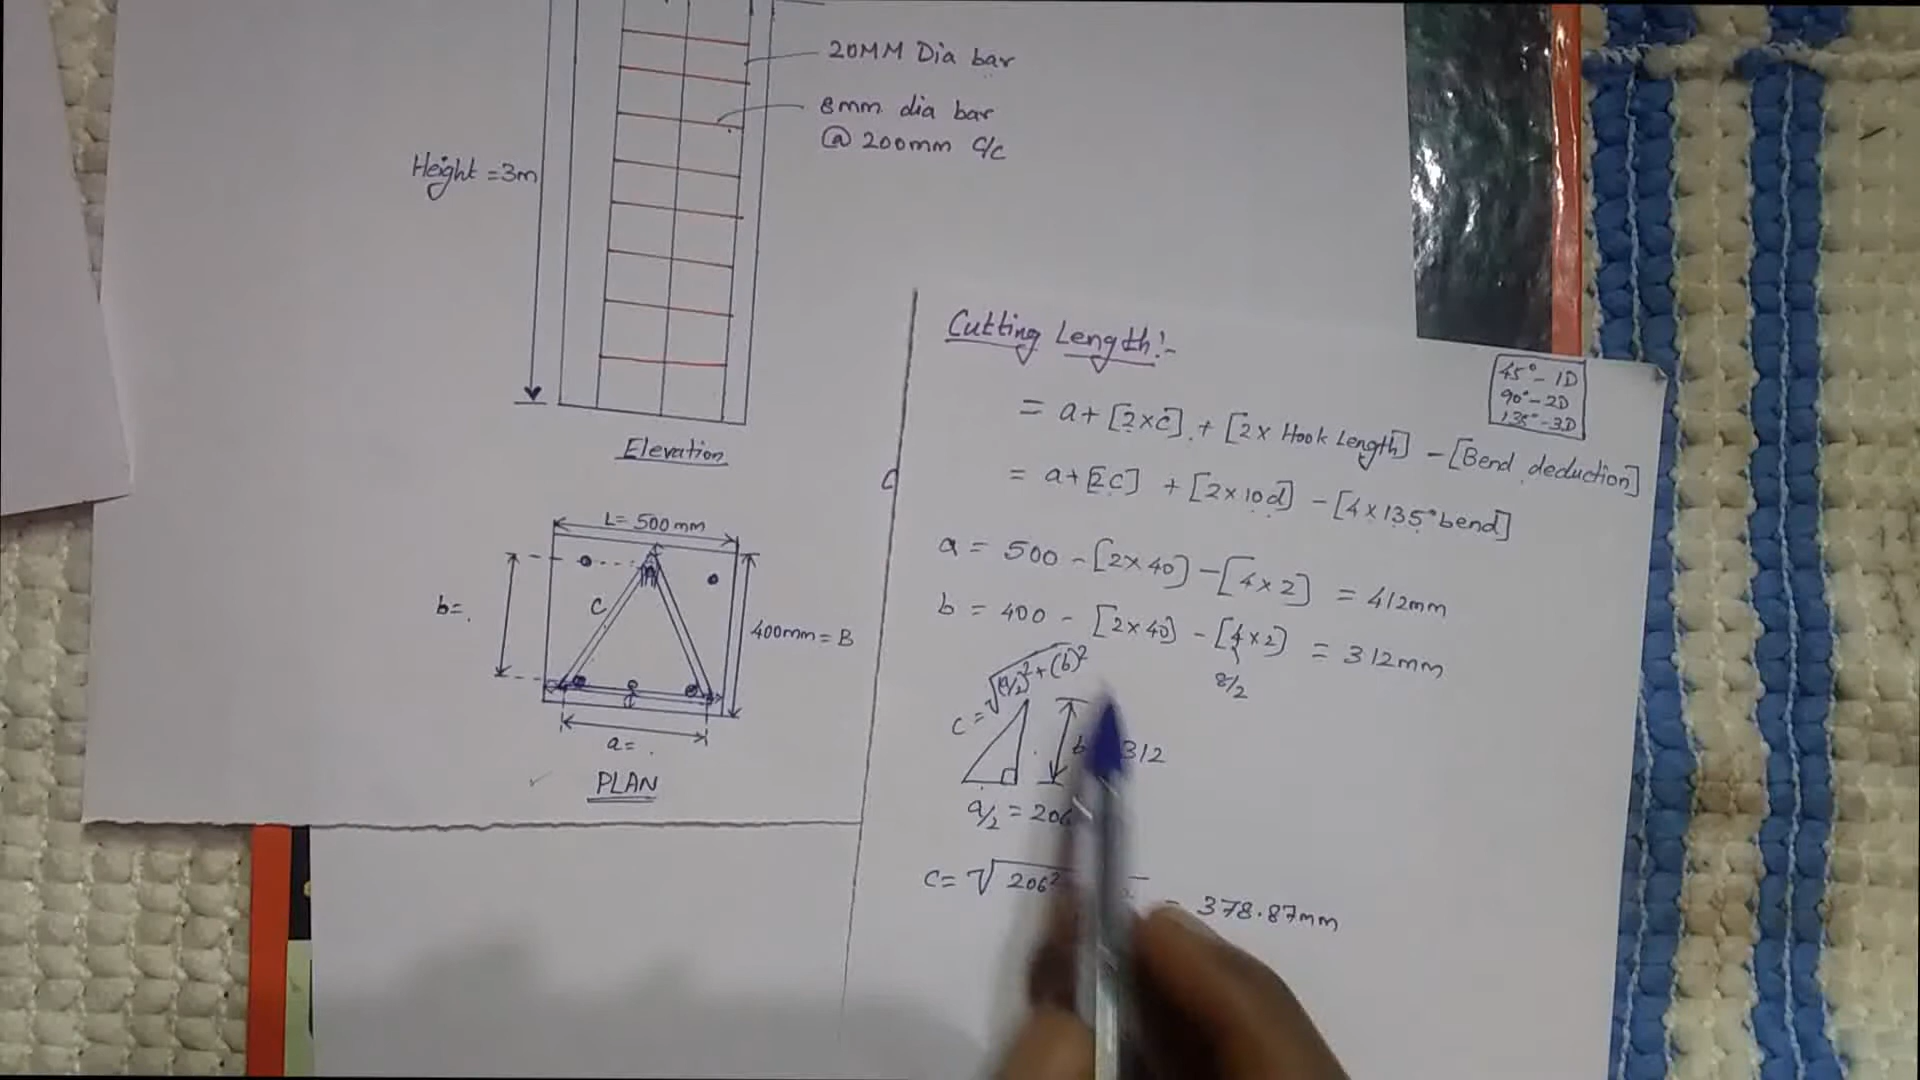 20MM Dia bar
8mm dia bar
@ 200mm c/c
Height = 3m
Elevation
L= 500mm
b=.
C
400mm = B
a= .
PLAN
Cutting Length:-
45° - 1D
90° - 2D
135° - 3D
= a + [2×c] + [2× Hook Length] - [Bend deduction]
= a + [2C] + [2×10d] - [4×135° bend]
a = 500 - [2×40] - [4×2] = 412mm
b = 400 - [2×40] - [4×2] = 312mm
8/2
c = √(a/2)² + (b)²
b 312
a/2 = 206
C = √ 206² = 378.87mm